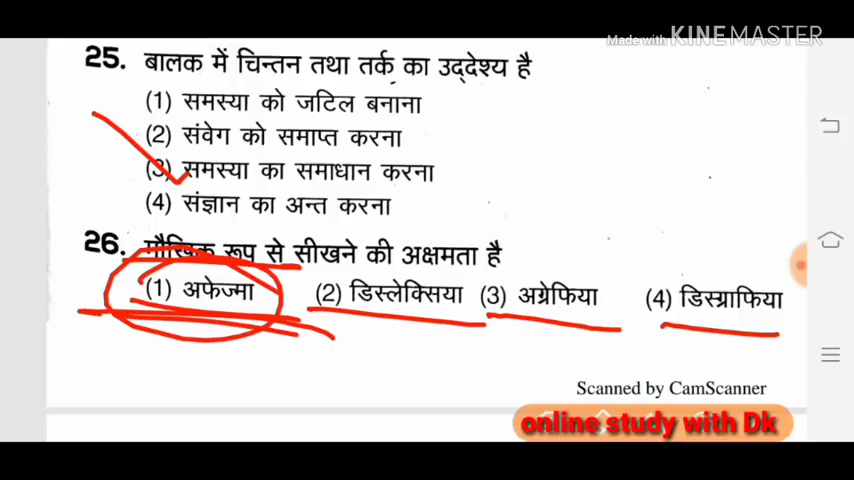 Made with KINEMASTER
25. बालक में चिन्तन तथा तर्क का उद्देश्य है
(1) समस्या को जटिल बनाना
(2) संवेग को समाप्त करना
(3) समस्या का समाधान करना
(4) संज्ञान का अन्त करना
26. मौखिक रूप से सीखने की अक्षमता है
(1) अफेज्मा (2) डिस्लेक्सिया (3) अग्रेफिया (4) डिस्ग्राफिया
Scanned by CamScanner
online study with Dk